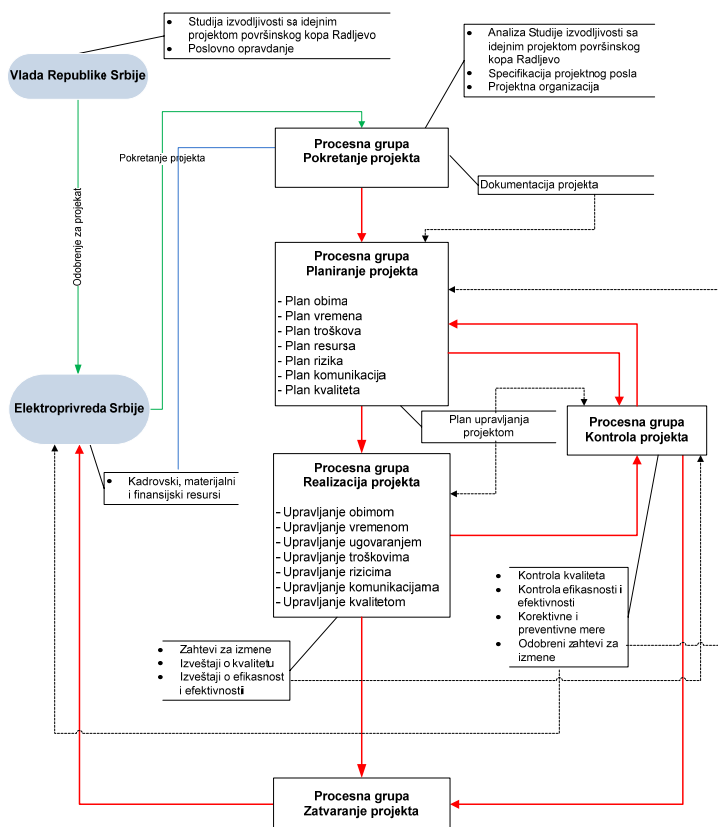 Studija izvodljivosti sa
idejnim projektom
površinskog kopa Radljevo
Poslovno opravdanje
Vlada Republike Srbije
Analiza Studije izvodljivosti sa
idejnim projektom površinskog
kopa Radljevo
Specifikacija projektnog posla
Projektna organizacija
Pokretanje projekta
Procesna grupa
Pokretanje projekta
Dokumentacija projekta
Odobrenje za projekat
Procesna grupa
Planiranje projekta
- Plan obima
- Plan vremena
- Plan troškova
- Plan resursa
- Plan rizika
- Plan komunikacija
- Plan kvaliteta
Elektroprivreda Srbije
Plan upravljanja
projektom
Procesna grupa
Kontrola projekta
Kadrovski, materijalni
i finansijski resursi
Procesna grupa
Realizacija projekta
- Upravljanje obimom
- Upravljanje vremenom
- Upravljanje ugovaranjem
- Upravljanje troškovima
- Upravljanje rizicima
- Upravljanje komunikacijama
- Upravljanje kvalitetom
Kontrola kvaliteta
Kontrola efikasnosti i
efektivnosti
Korektivne i
preventivne mere
Odobreni zahtevi za
izmene
Zahtevi za izmene
Izveštaji o kvalitetu
Izveštaji o efikasnost
i efektivnosti
Procesna grupa
Zatvaranje projekta